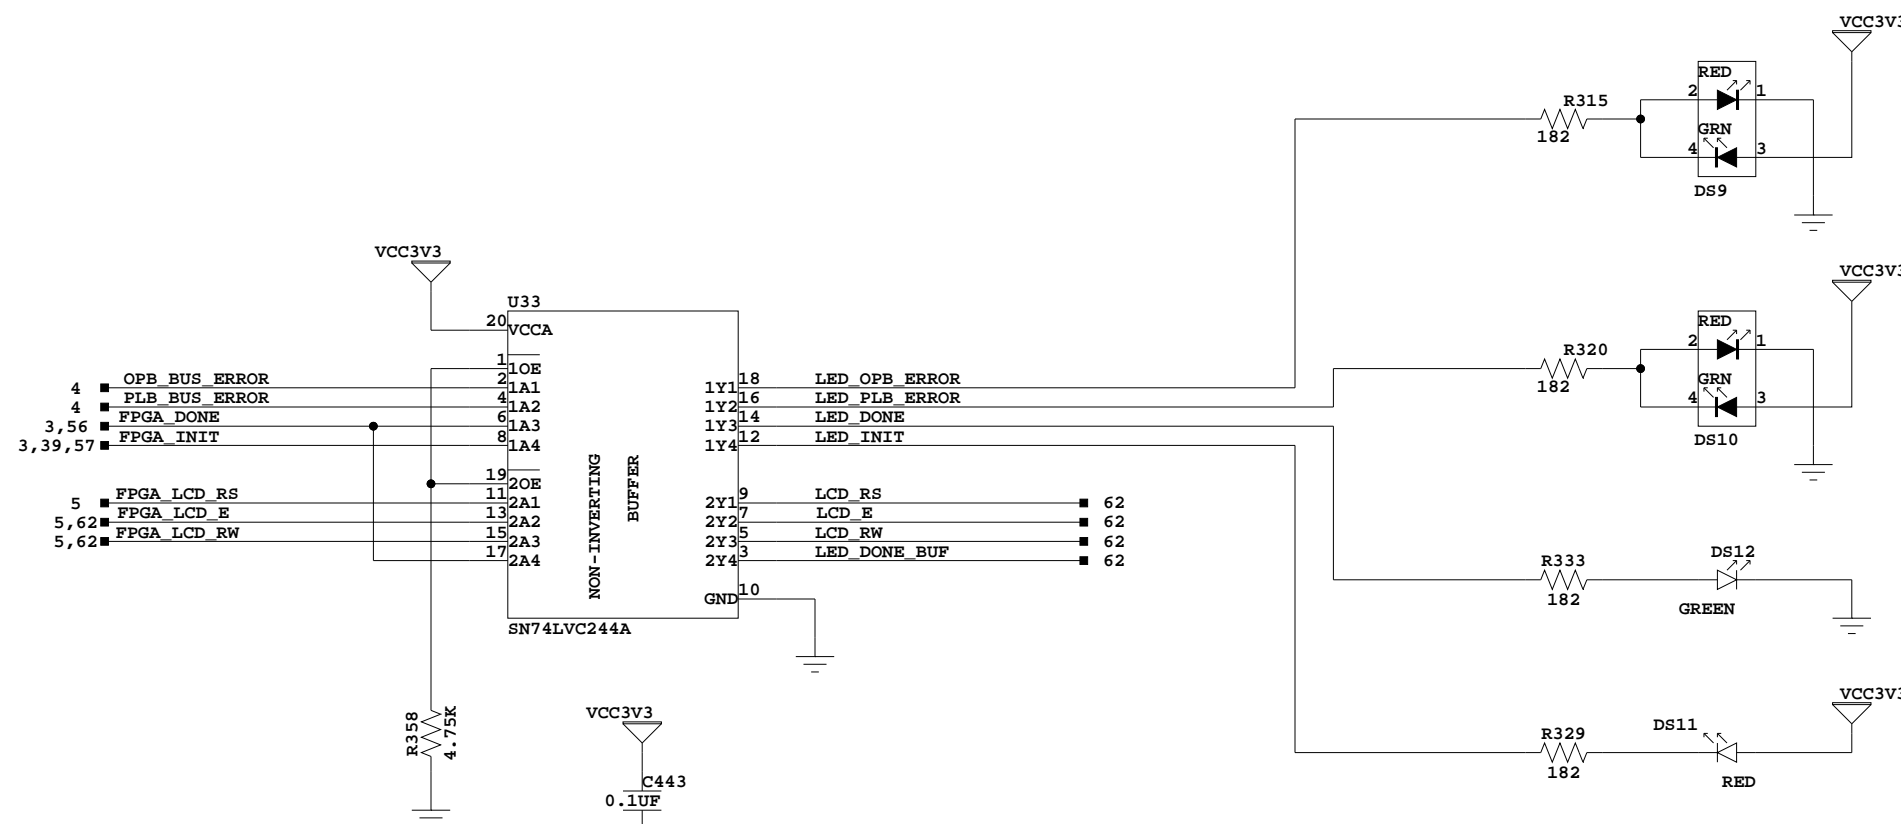 VCC3V3
RED
R315
2
1
182
GRN
4
3
DS9
VCC3V3
VCC3V3
U33
20
VCCA
RED
R320
2
1
182
GRN
4
3
DS10
1
1OE
4
OPB_BUS_ERROR
2
1A1
1Y1
18
LED_OPB_ERROR
4
PLB_BUS_ERROR
4
1A2
1Y2
16
LED_PLB_ERROR
3,56
FPGA_DONE
6
1A3
1Y3
14
LED_DONE
3,39,57
FPGA_INIT
8
1A4
1Y4
12
LED_INIT
19
2OE
5
FPGA_LCD_RS
11
2A1
2Y1
9
LCD_RS
62
5,62
FPGA_LCD_E
13
2A2
2Y2
7
LCD_E
62
5,62
FPGA_LCD_RW
15
2A3
2Y3
5
LCD_RW
62
17
2A4
2Y4
3
LED_DONE_BUF
62
NON-INVERTING
BUFFER
GND
10
SN74LVC244A
R333
182
DS12
GREEN
R358
4.75K
VCC3V3
C443
0.1UF
R329
182
DS11
RED
VCC3V3